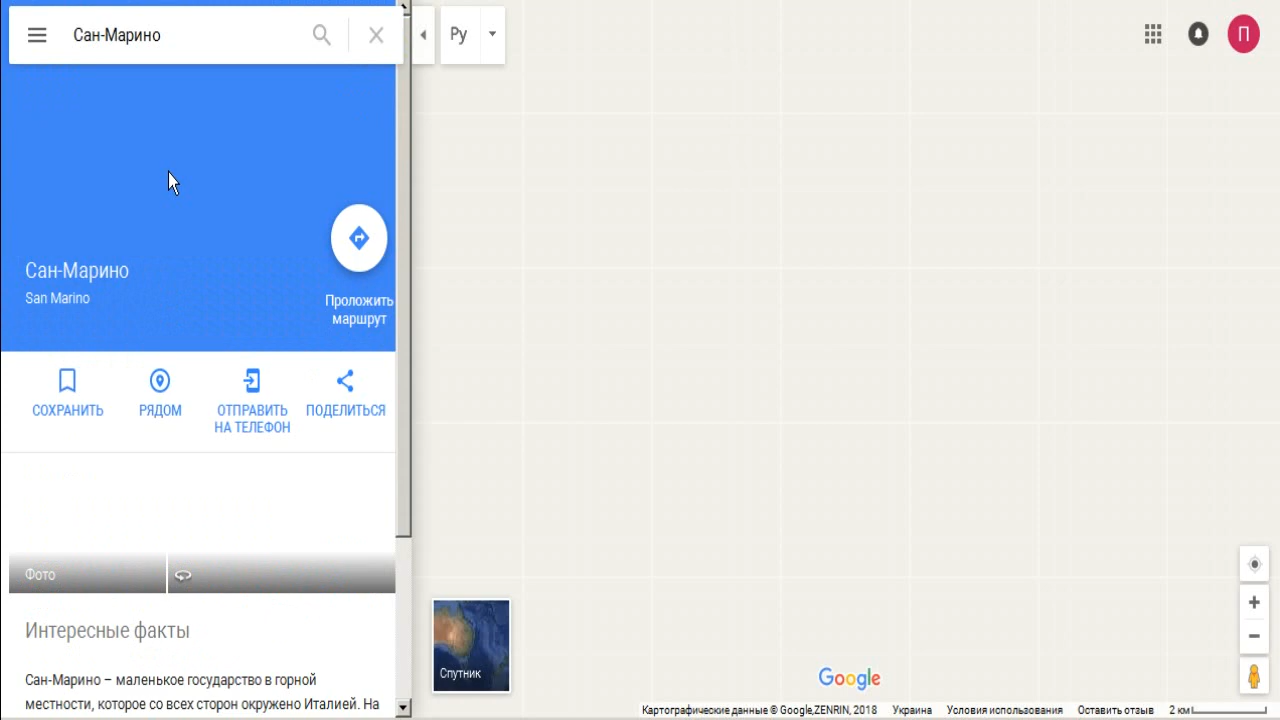 Сан-Марино
Ру
П
Сан-Марино
San Marino
Проложить
маршрут
СОХРАНИТЬ
РЯДОМ
ОТПРАВИТЬ
НА ТЕЛЕФОН
ПОДЕЛИТЬСЯ
Фото
Интересные факты
Сан-Марино – маленькое государство в горной
местности, которое со всех сторон окружено Италией. На
Спутник
Google
Картографические данные © Google,ZENRIN, 2018 Украина Условия использования Оставить отзыв 2 км